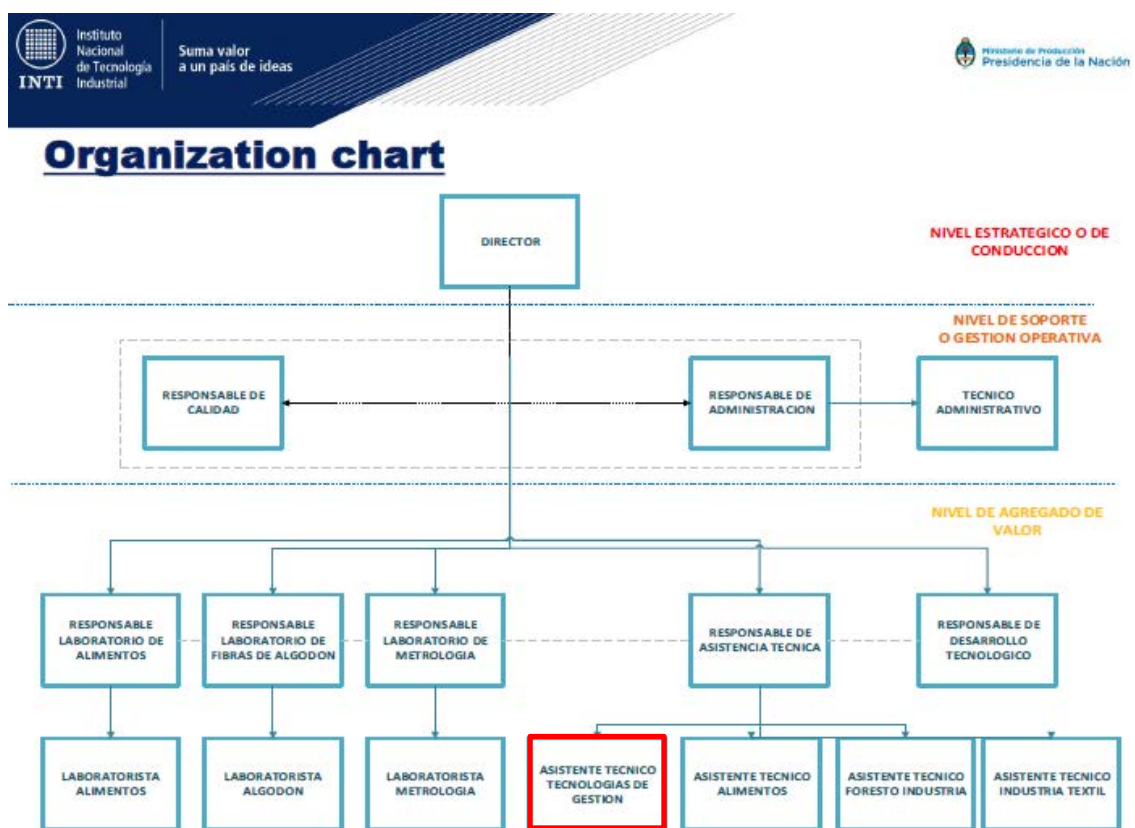 Instituto
Nacional
de Tecnología
Industrial
INTI
Suma valor
a un país de ideas
Ministerio de Producción
Presidencia de la Nación
Organization chart
DIRECTOR
NIVEL ESTRATEGICO O DE
CONDUCCION
NIVEL DE SOPORTE
O GESTION OPERATIVA
RESPONSABLE DE
CALIDAD
RESPONSABLE DE
ADMINISTRACION
TECNICO
ADMINISTRATIVO
NIVEL DE AGREGADO DE
VALOR
RESPONSABLE
LABORATORIO DE
ALIMENTOS
RESPONSABLE
LABORATORIO DE
FIBRAS DE ALGODON
RESPONSABLE
LABORATORIO DE
METROLOGIA
RESPONSABLE DE
ASISTENCIA TECNICA
RESPONSABLE DE
DESARROLLO
TECNOLOGICO
LABORATORISTA
ALIMENTOS
LABORATORISTA
ALGODON
LABORATORISTA
METROLOGIA
ASISTENTE TECNICO
TECNOLOGIAS DE
GESTION
ASISTENTE TECNICO
ALIMENTOS
ASISTENTE TECNICO
FORESTO INDUSTRIA
ASISTENTE TECNICO
INDUSTRIA TEXTIL